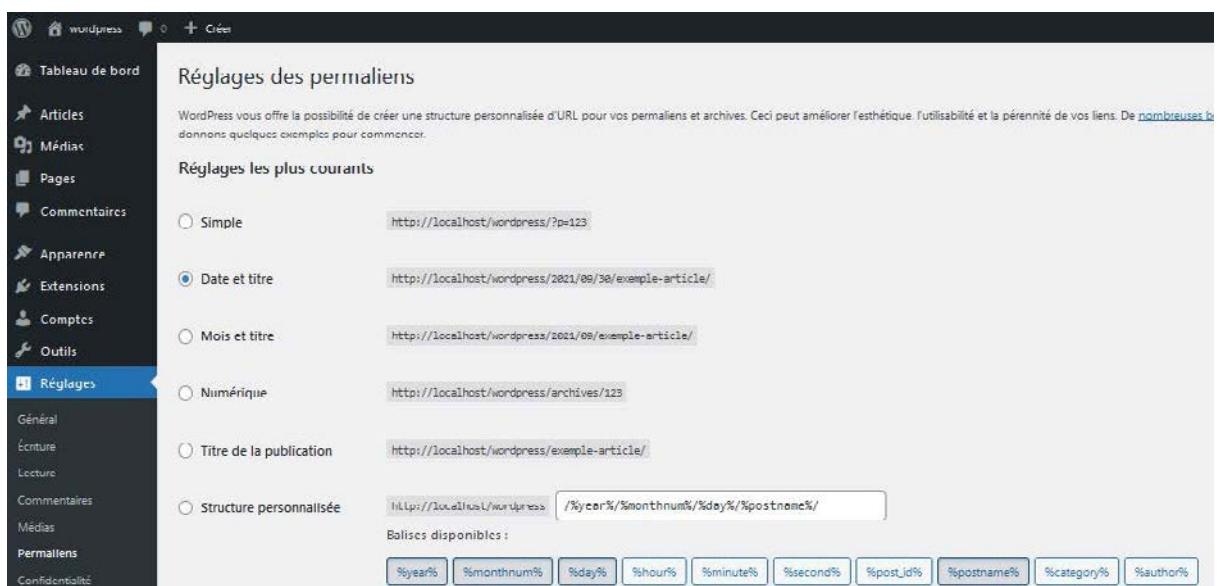 wordpress 0 + Créer
Tableau de bord
Articles
Médias
Pages
Commentaires
Apparence
Extensions
Comptes
Outils
Réglages
Général
Écriture
Lecture
Commentaires
Médias
Permaliens
Confidentialité
Réglages des permaliens
WordPress vous offre la possibilité de créer une structure personnalisée d'URL pour vos permaliens et archives. Ceci peut améliorer l'esthétique, l'utilisabilité et la pérennité de vos liens. De nombreuses b
donnons quelques exemples pour commencer.
Réglages les plus courants
Simple http://localhost/wordpress/?p=123
Date et titre http://localhost/wordpress/2021/09/30/exemple-article/
Mois et titre http://localhost/wordpress/2021/09/exemple-article/
Numérique http://localhost/wordpress/archives/123
Titre de la publication http://localhost/wordpress/exemple-article/
Structure personnalisée http://localhost/wordpress /%year%/%monthnum%/%day%/%postname%/
Balises disponibles :
%year% %monthnum% %day% %hour% %minute% %second% %post_id% %postname% %category% %author%